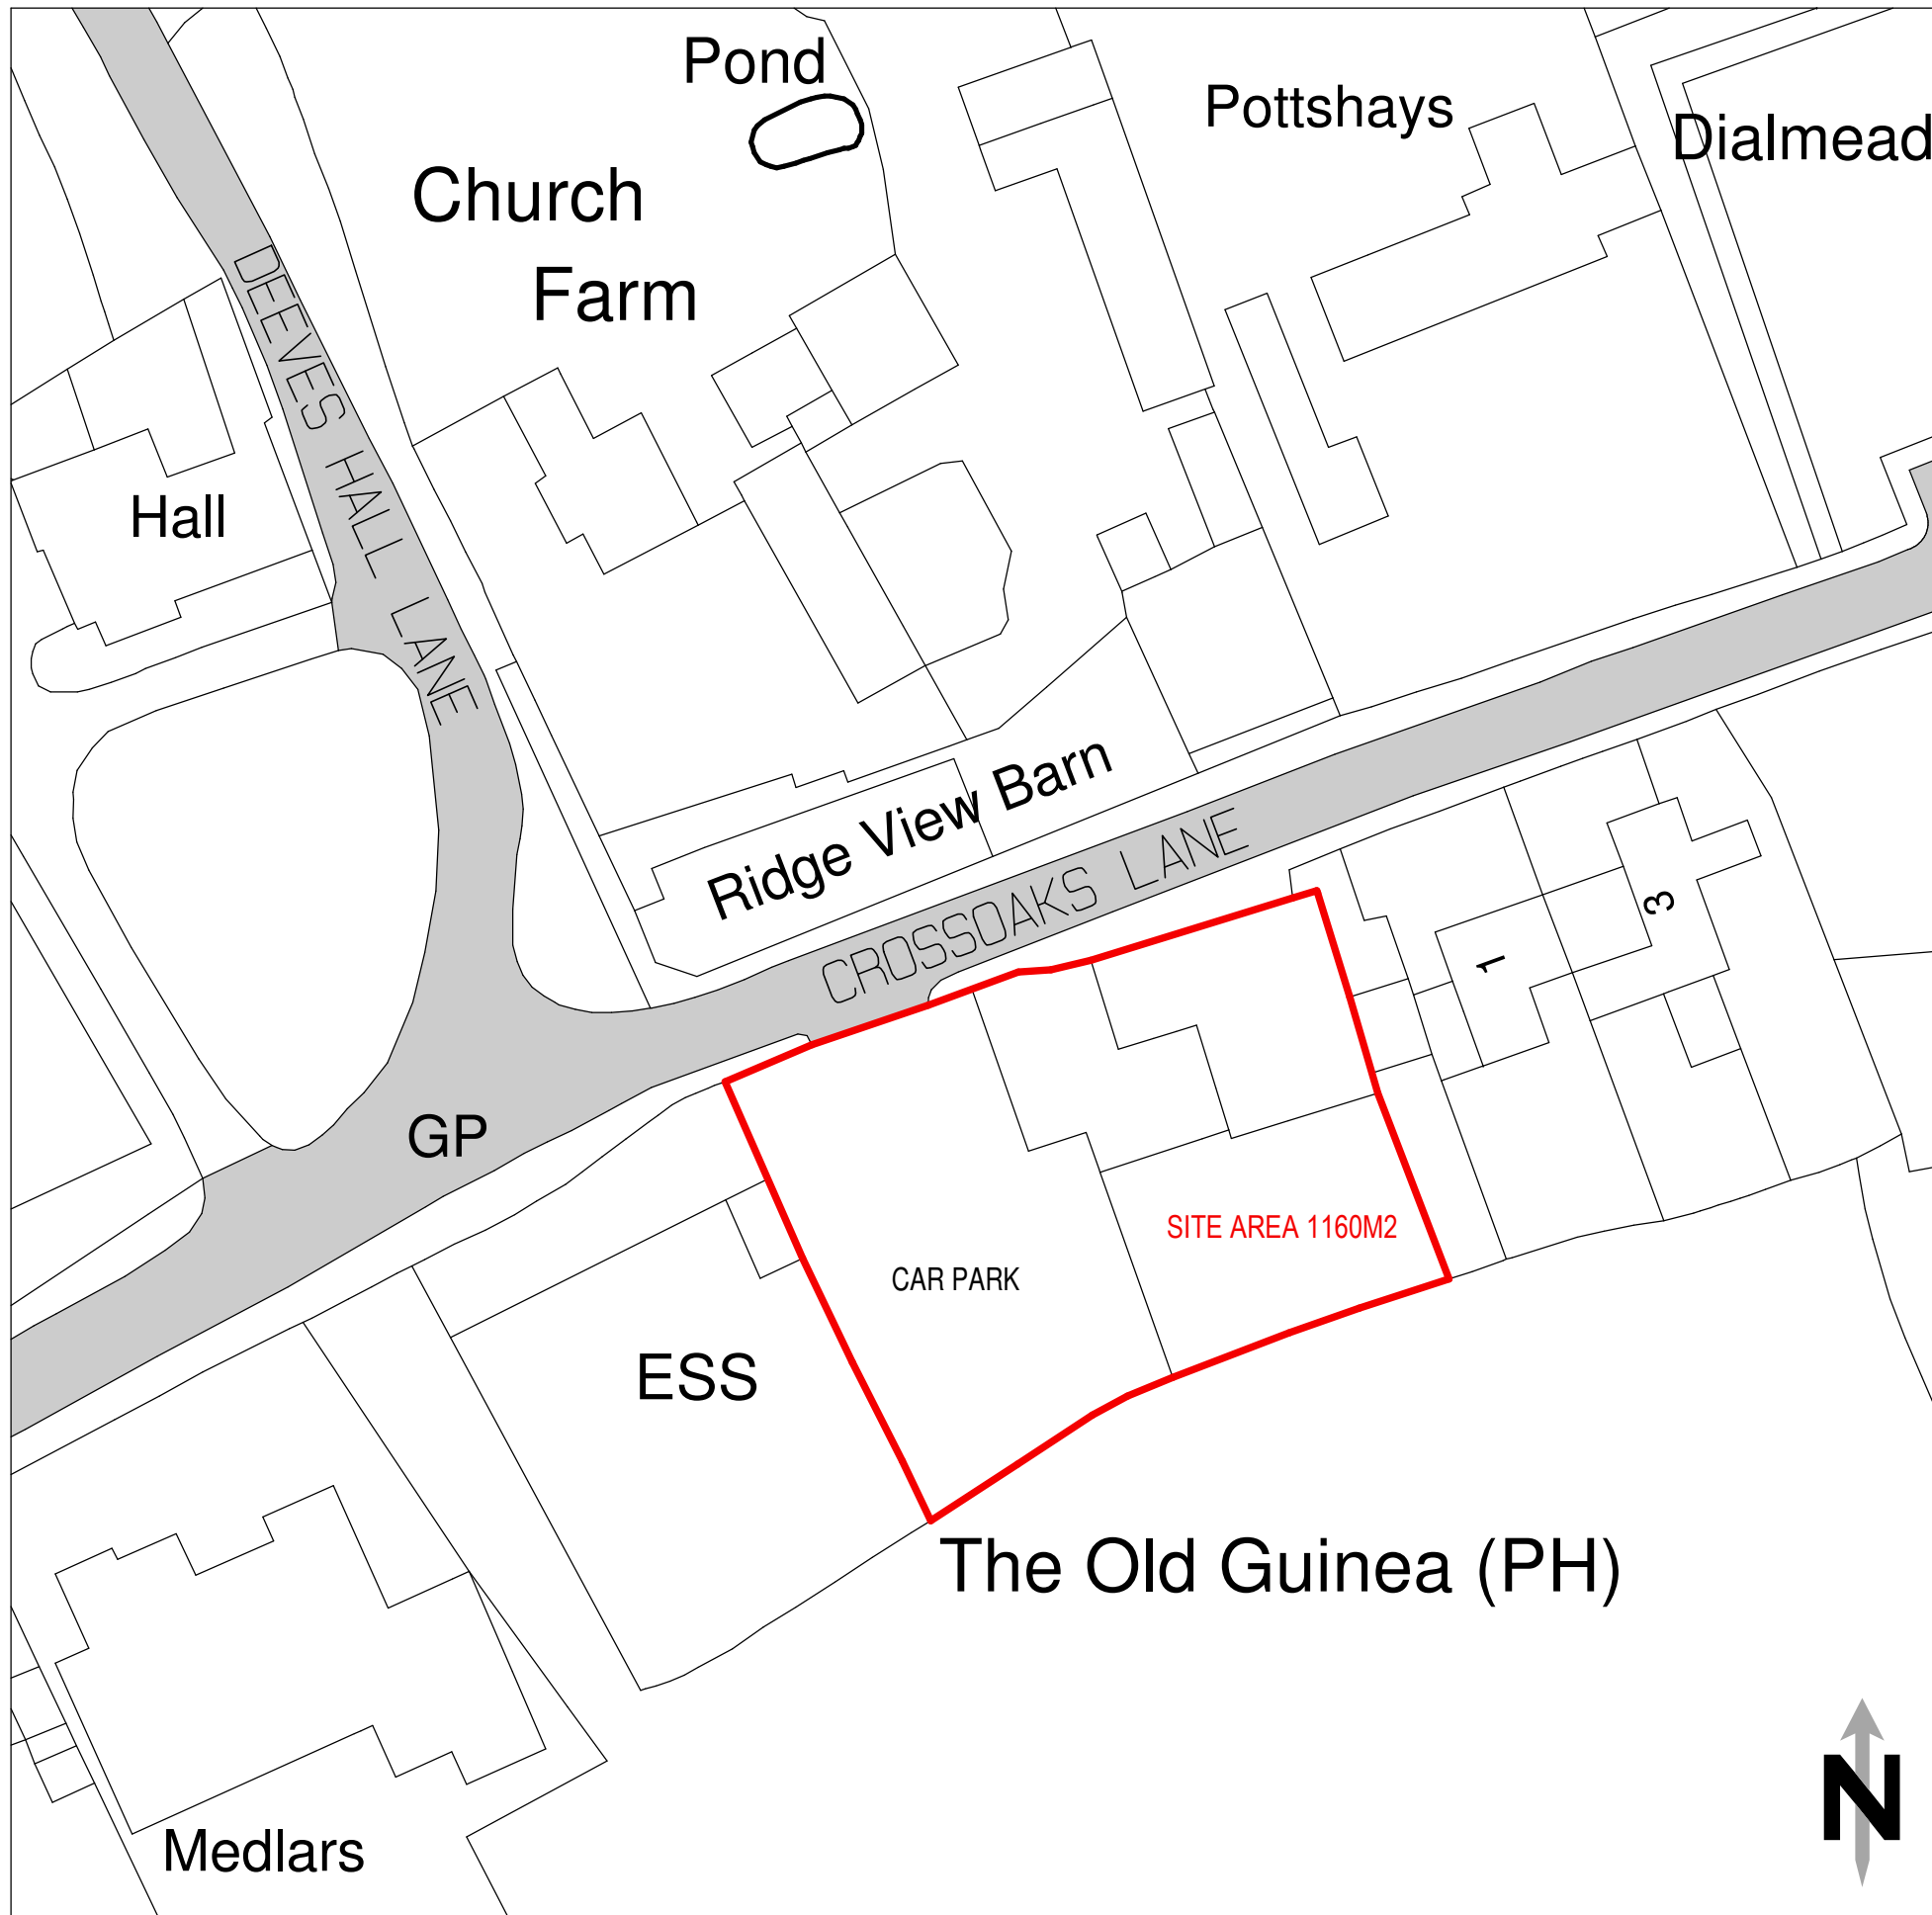 Pond
Pottshays
Dialmead
Church
Farm
DEEVES HALL LANE
Hall
Ridge View Barn
CROSSOAKS LANE
3
1
GP
SITE AREA 1160M2
CAR PARK
ESS
The Old Guinea (PH)
N
Medlars